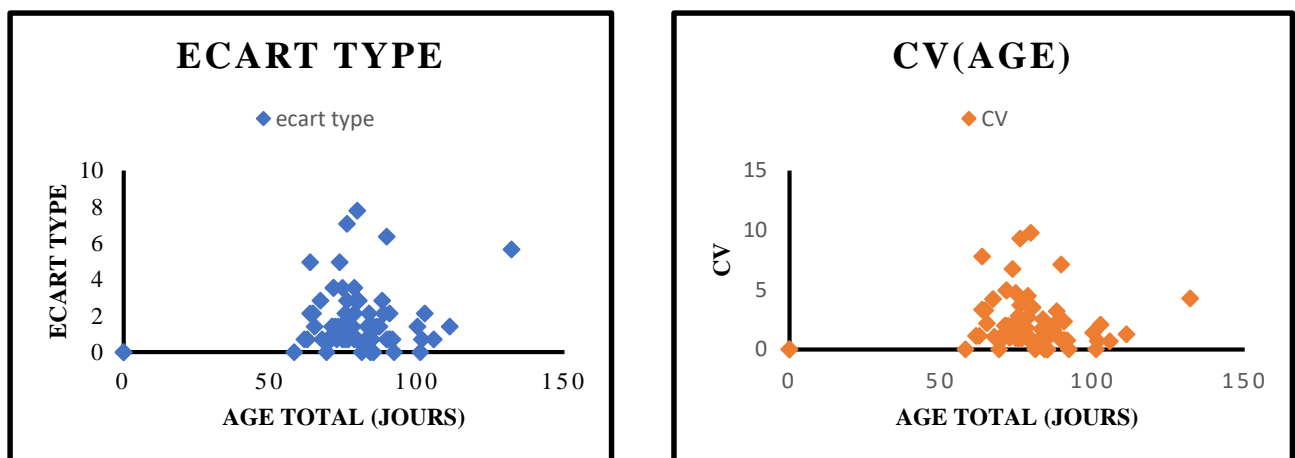 ECART TYPE
ecart type
10
8
6
4
2
0
0 50 100 150
ECART TYPE
AGE TOTAL (JOURS)
CV(AGE)
CV
15
10
5
0
0 50 100 150
CV
AGE TOTAL (JOURS)